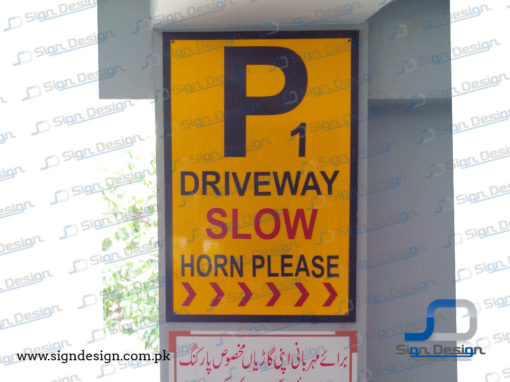 P 1
DRIVEWAY
SLOW
HORN PLEASE
برائے مہربانی اپنی گاڑیاں مخصوص پارکنگ
www.signdesign.com.pk
Sign Design